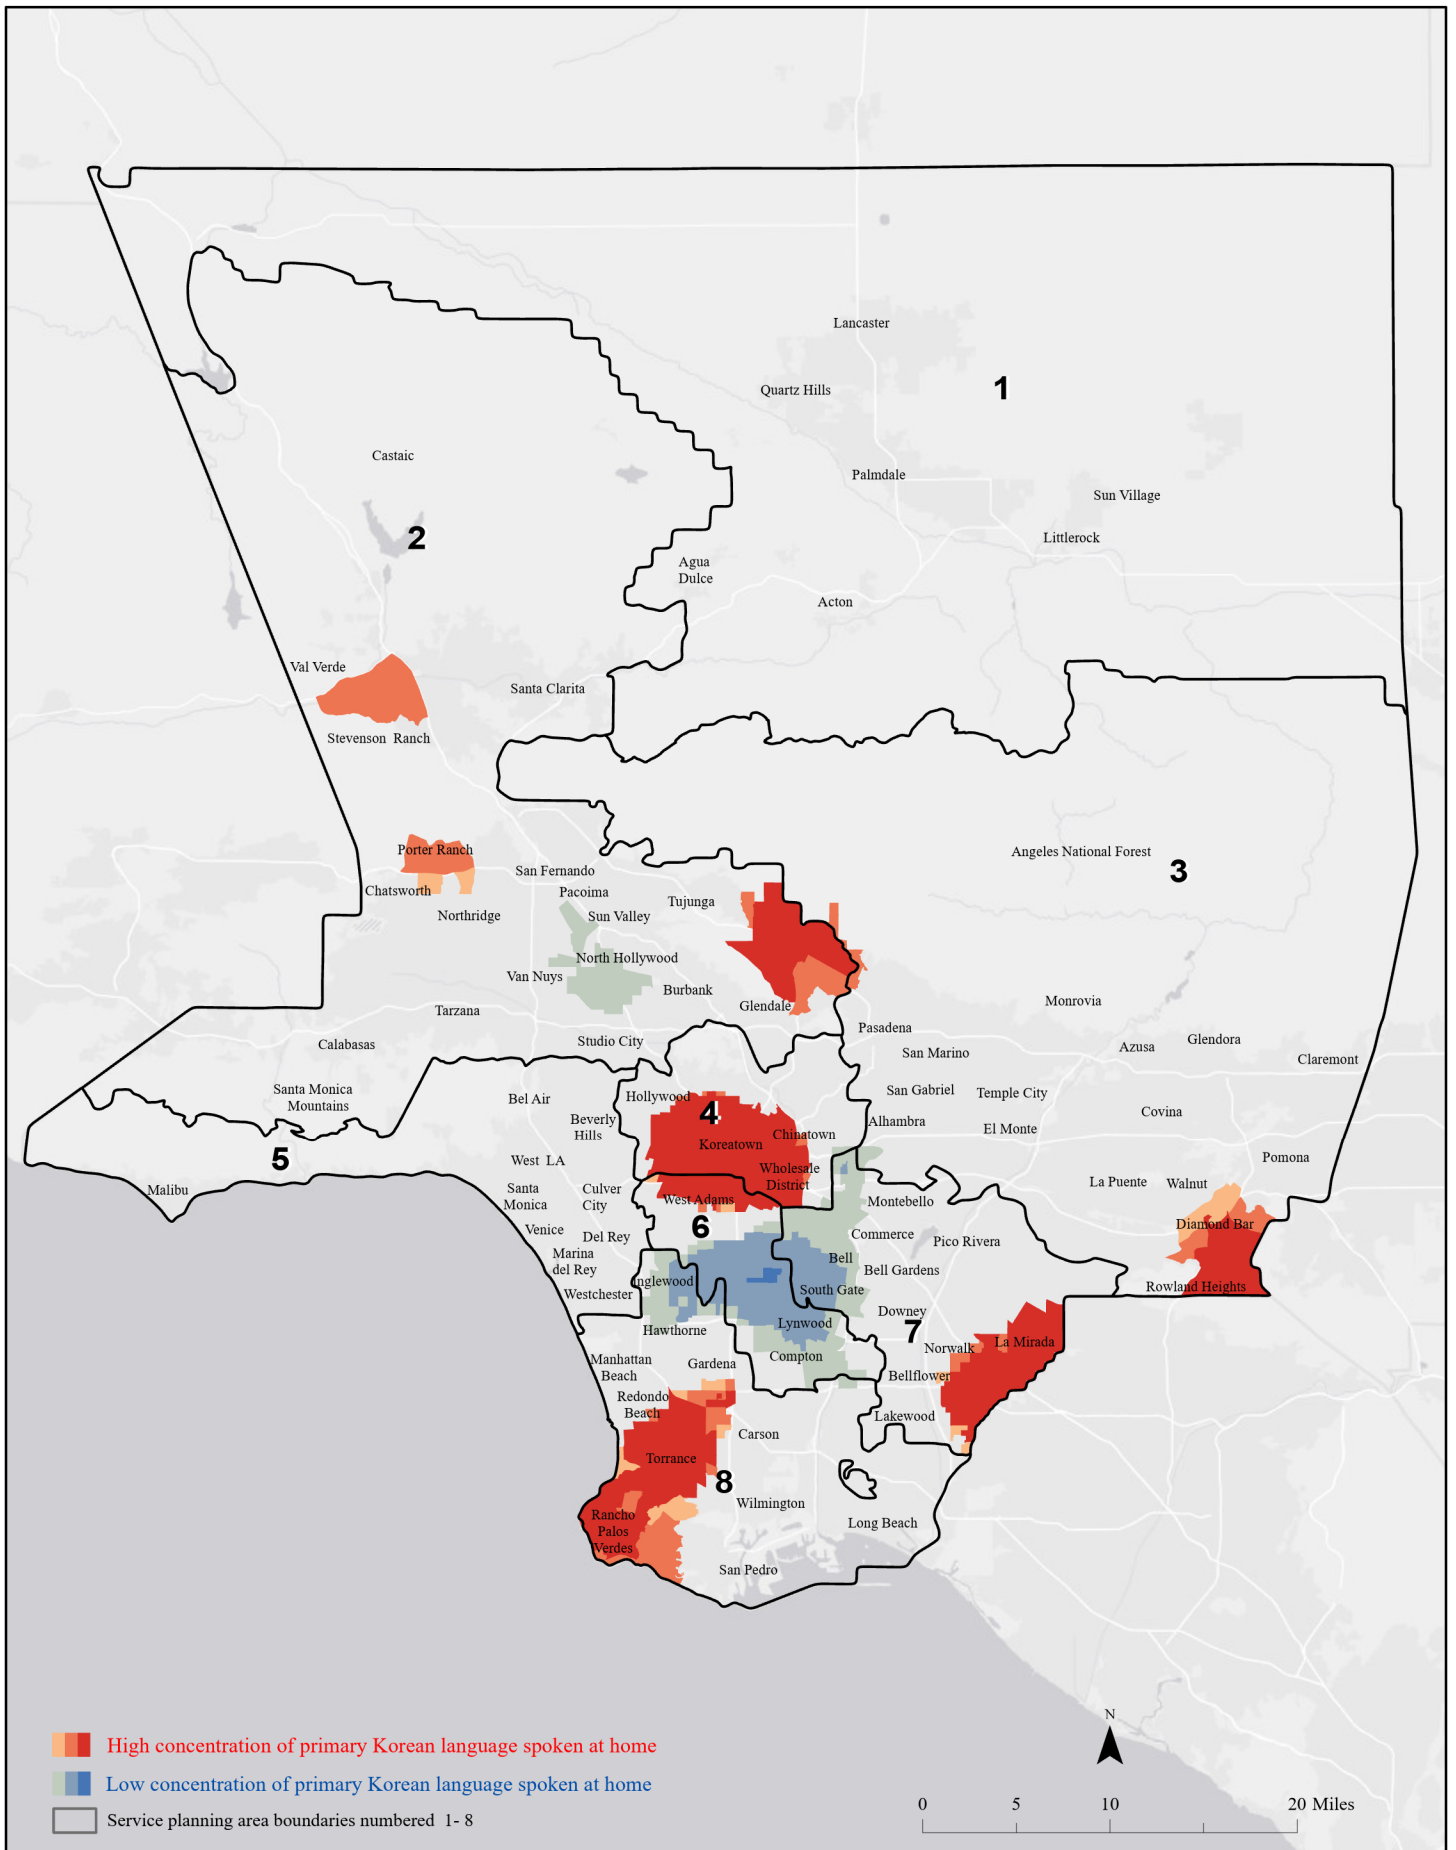 Lancaster
1
Quartz Hills
Castaic
Palmdale
Sun Village
2
Littlerock
Agua
Dulce
Acton
Val Verde
Santa Clarita
Stevenson Ranch
Porter Ranch
Angeles National Forest
3
San Fernando
Chatsworth
Pacoima
Tujunga
Northridge
Sun Valley
North Hollywood
Van Nuys
Burbank
Monrovia
Glendale
Tarzana
Pasadena
Studio City
Glendora
Calabasas
Azusa
San Marino
Claremont
Santa Monica
Mountains
San Gabriel
Temple City
Bel Air
Hollywood
4
Covina
Beverly
Hills
Alhambra
El Monte
Chinatown
Koreatown
5
West LA
Pomona
Wholesale
District
La Puente
Walnut
Malibu
Santa
Monica
Culver
City
West Adams
Montebello
6
Diamond Bar
Venice
Del Rey
Commerce
Pico Rivera
Marina
del Rey
Bell
Bell Gardens
Inglewood
South Gate
Rowland Heights
Westchester
Downey
Lynwood
7
Hawthorne
La Mirada
Norwalk
Compton
Manhattan
Beach
Gardena
Bellflower
Redondo
Beach
Lakewood
Carson
Torrance
8
Wilmington
Rancho
Palos
Verdes
Long Beach
San Pedro
N
High concentration of primary Korean language spoken at home
Low concentration of primary Korean language spoken at home
Service planning area boundaries numbered 1- 8
0 5 10 20 Miles